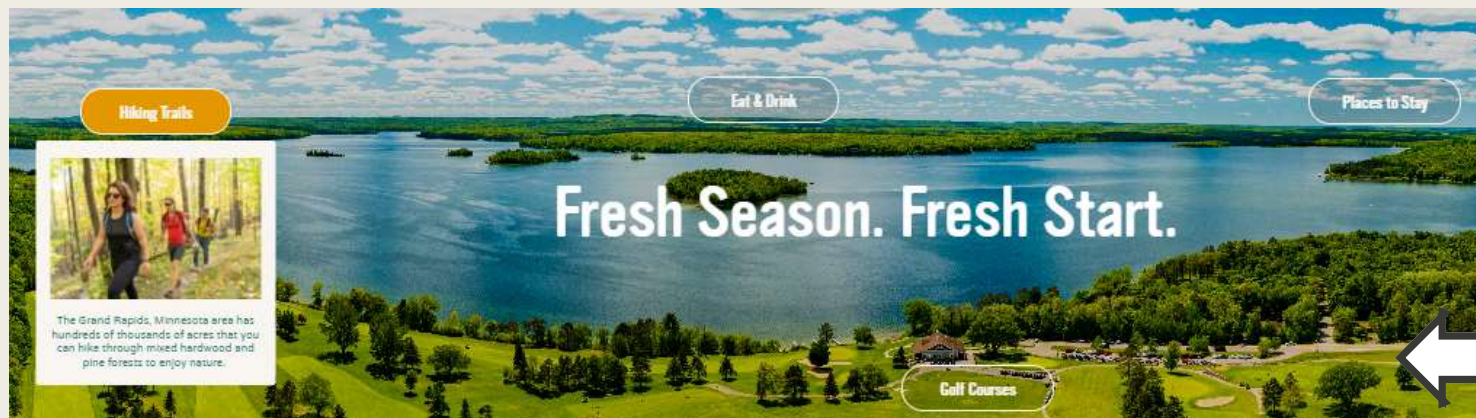 Eat & Drink
Places to Stay
Hiking Trails
Fresh Season. Fresh Start.
The Grand Rapids, Minnesota area has
hundreds of thousands of acres that you
can hike through mixed hardwood and
pine forests to enjoy nature.
Golf Courses